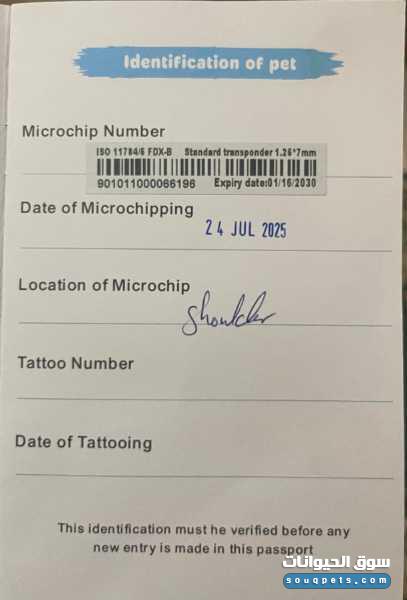 Identification of pet
Microchip Number
ISO 11784/5 FDX-B Standard transponder 1.25*7mm
901011000066196 Expiry date:01/16/2030
Date of Microchipping
24 JUL 2025
Location of Microchip
shoulder
Tattoo Number
Date of Tattooing
This identification must he verified before any
new entry is made in this passport
سوق الحيوانات
souqpets.com